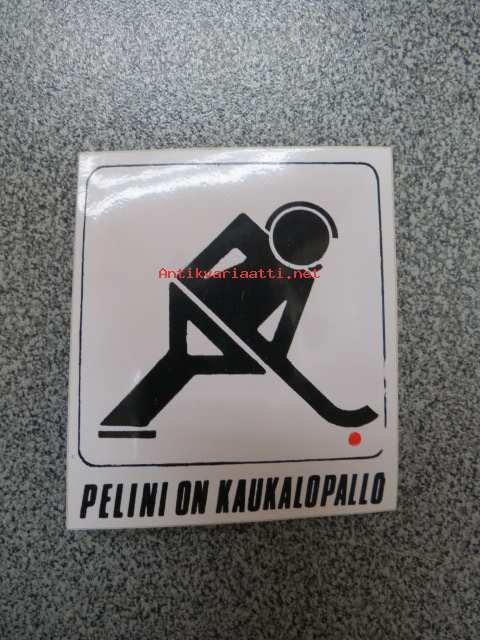 Antikvariaatti.net
PELINI ON KAUKALOPALLO